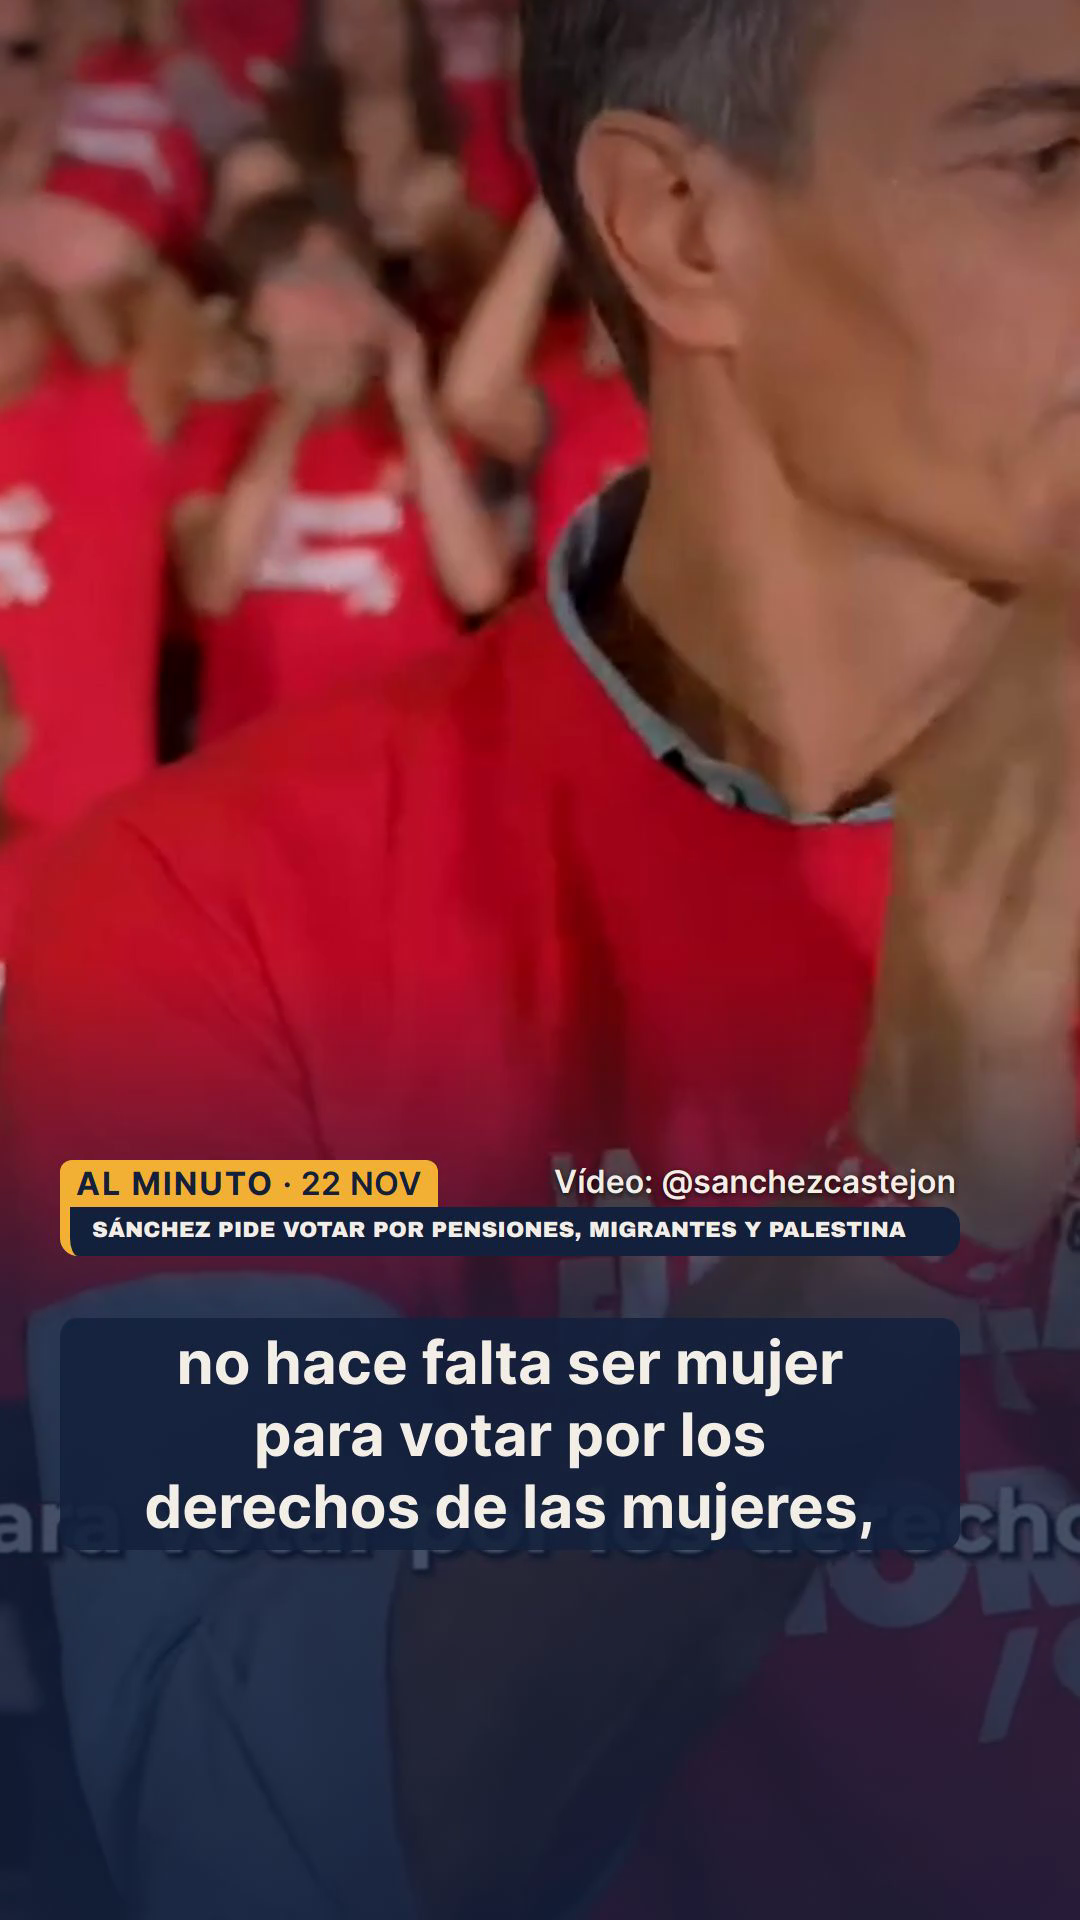 AL MINUTO · 22 NOV
Vídeo: @sanchezcastejon
SÁNCHEZ PIDE VOTAR POR PENSIONES, MIGRANTES Y PALESTINA
no hace falta ser mujer
para votar por los
derechos de las mujeres,